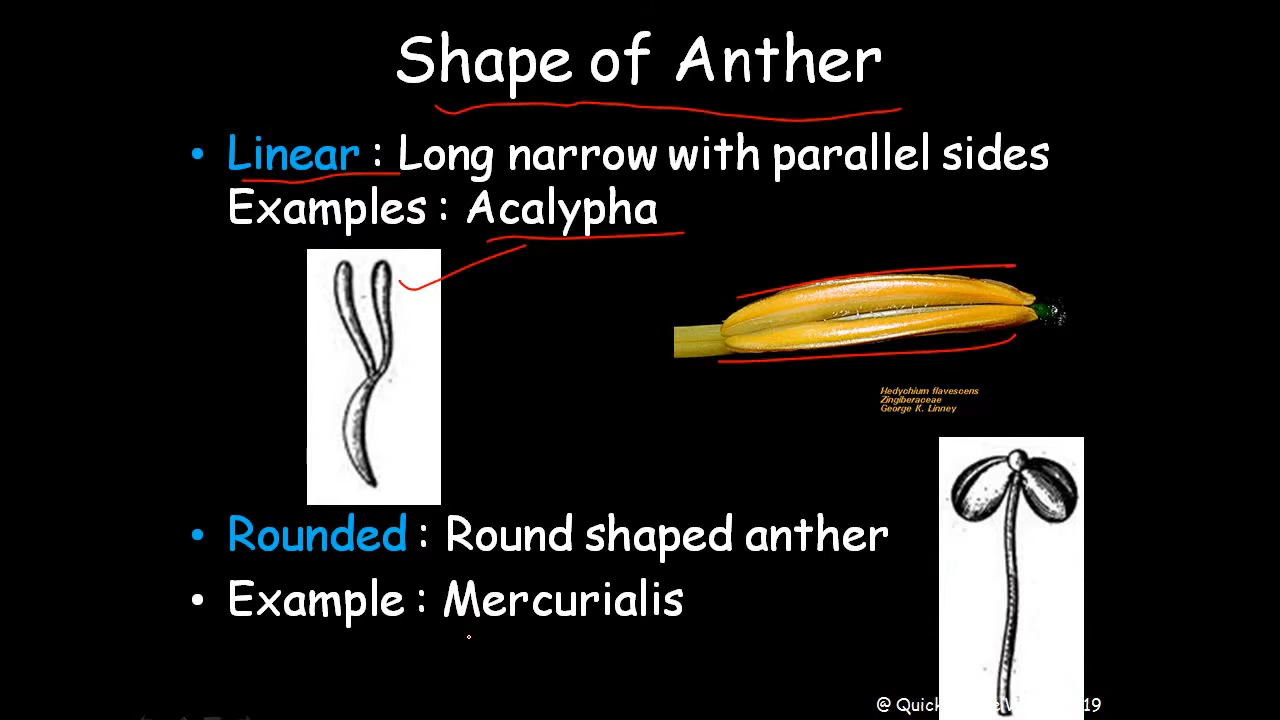 Shape of Anther
• Linear : Long narrow with parallel sides
Examples : Acalypha
Hedychium flavescens
Zingiberaceae
George K. Linney
• Rounded : Round shaped anther
• Example : Mercurialis
@ Quick 19